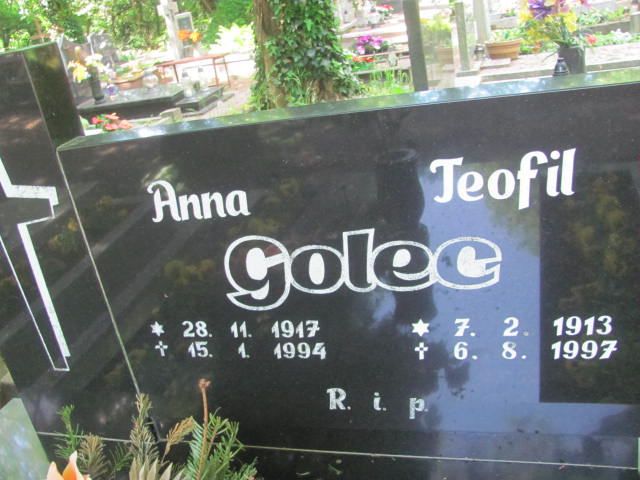 Anna Teofil
Golec
* 28. 11. 1917 * 7. 2. 1913
† 15. 1. 1994 † 6. 8. 1997
R. i. p.